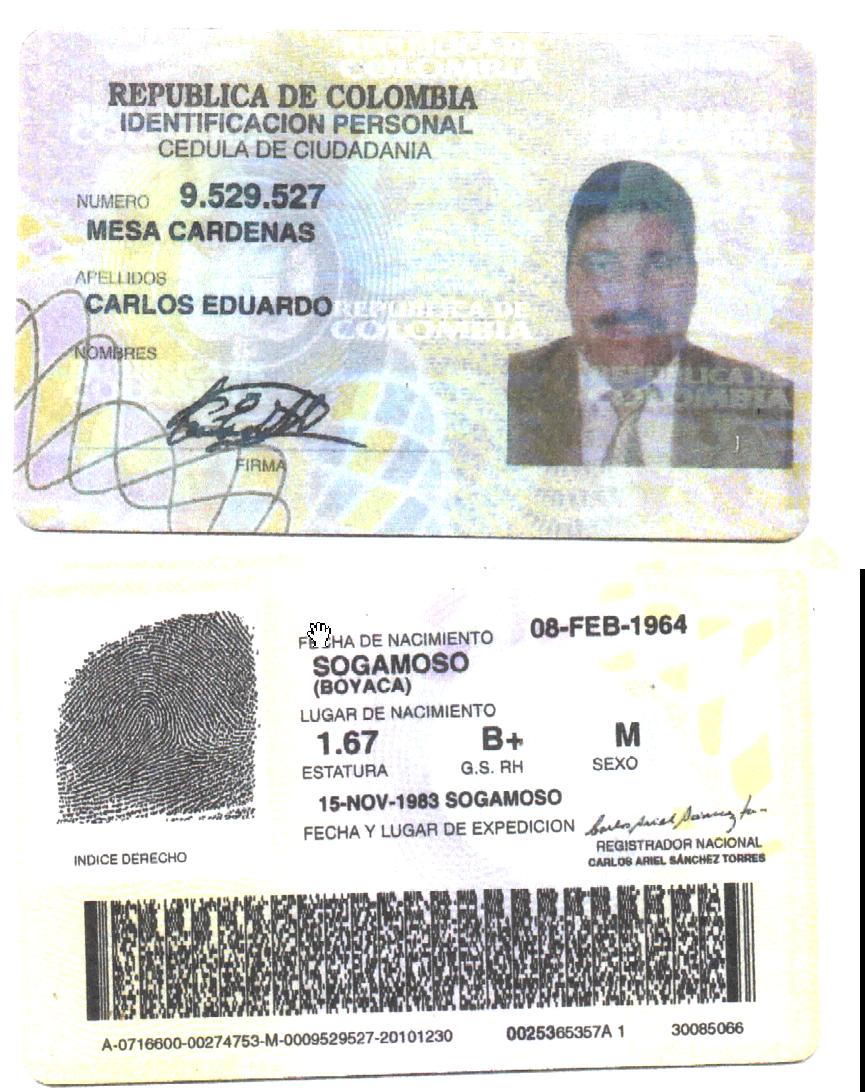 REPUBLICA DE COLOMBIA
IDENTIFICACION PERSONAL
CEDULA DE CIUDADANIA
NUMERO 9.529.527
MESA CARDENAS
APELLIDOS
CARLOS EDUARDO
NOMBRES
REPUBLICA DE
COLOMBIA
FIRMA
FECHA DE NACIMIENTO 08-FEB-1964
SOGAMOSO
(BOYACA)
LUGAR DE NACIMIENTO
1.67 B+ M
ESTATURA G.S. RH SEXO
15-NOV-1983 SOGAMOSO
FECHA Y LUGAR DE EXPEDICION
REGISTRADOR NACIONAL
CARLOS ARIEL SÁNCHEZ TORRES
INDICE DERECHO
A-0716600-00274753-M-0009529527-20101230 0025365357A 1 30085066